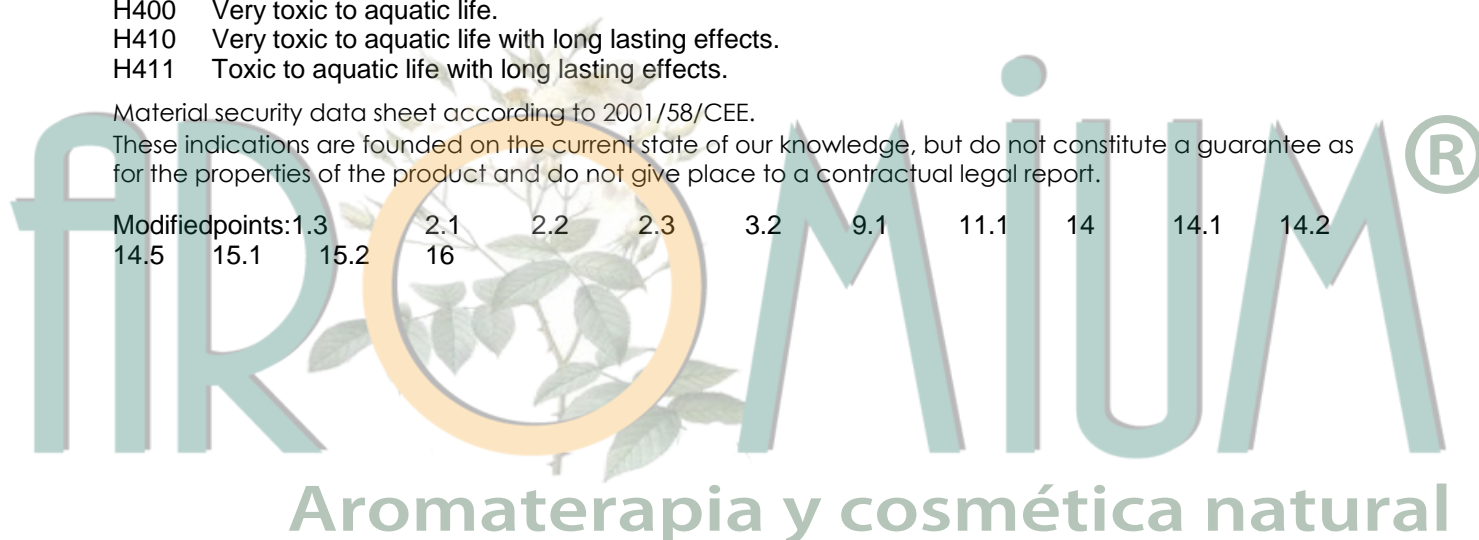 H400 Very toxic to aquatic life.
H410 Very toxic to aquatic life with long lasting effects.
H411 Toxic to aquatic life with long lasting effects.
Material security data sheet according to 2001/58/CEE.
These indications are founded on the current state of our knowledge, but do not constitute a guarantee as
for the properties of the product and do not give place to a contractual legal report.
Modifiedpoints:1.3 2.1 2.2 2.3 3.2 9.1 11.1 14 14.1 14.2
14.5 15.1 15.2 16
AROMiUM®
Aromaterapia y cosmética natural